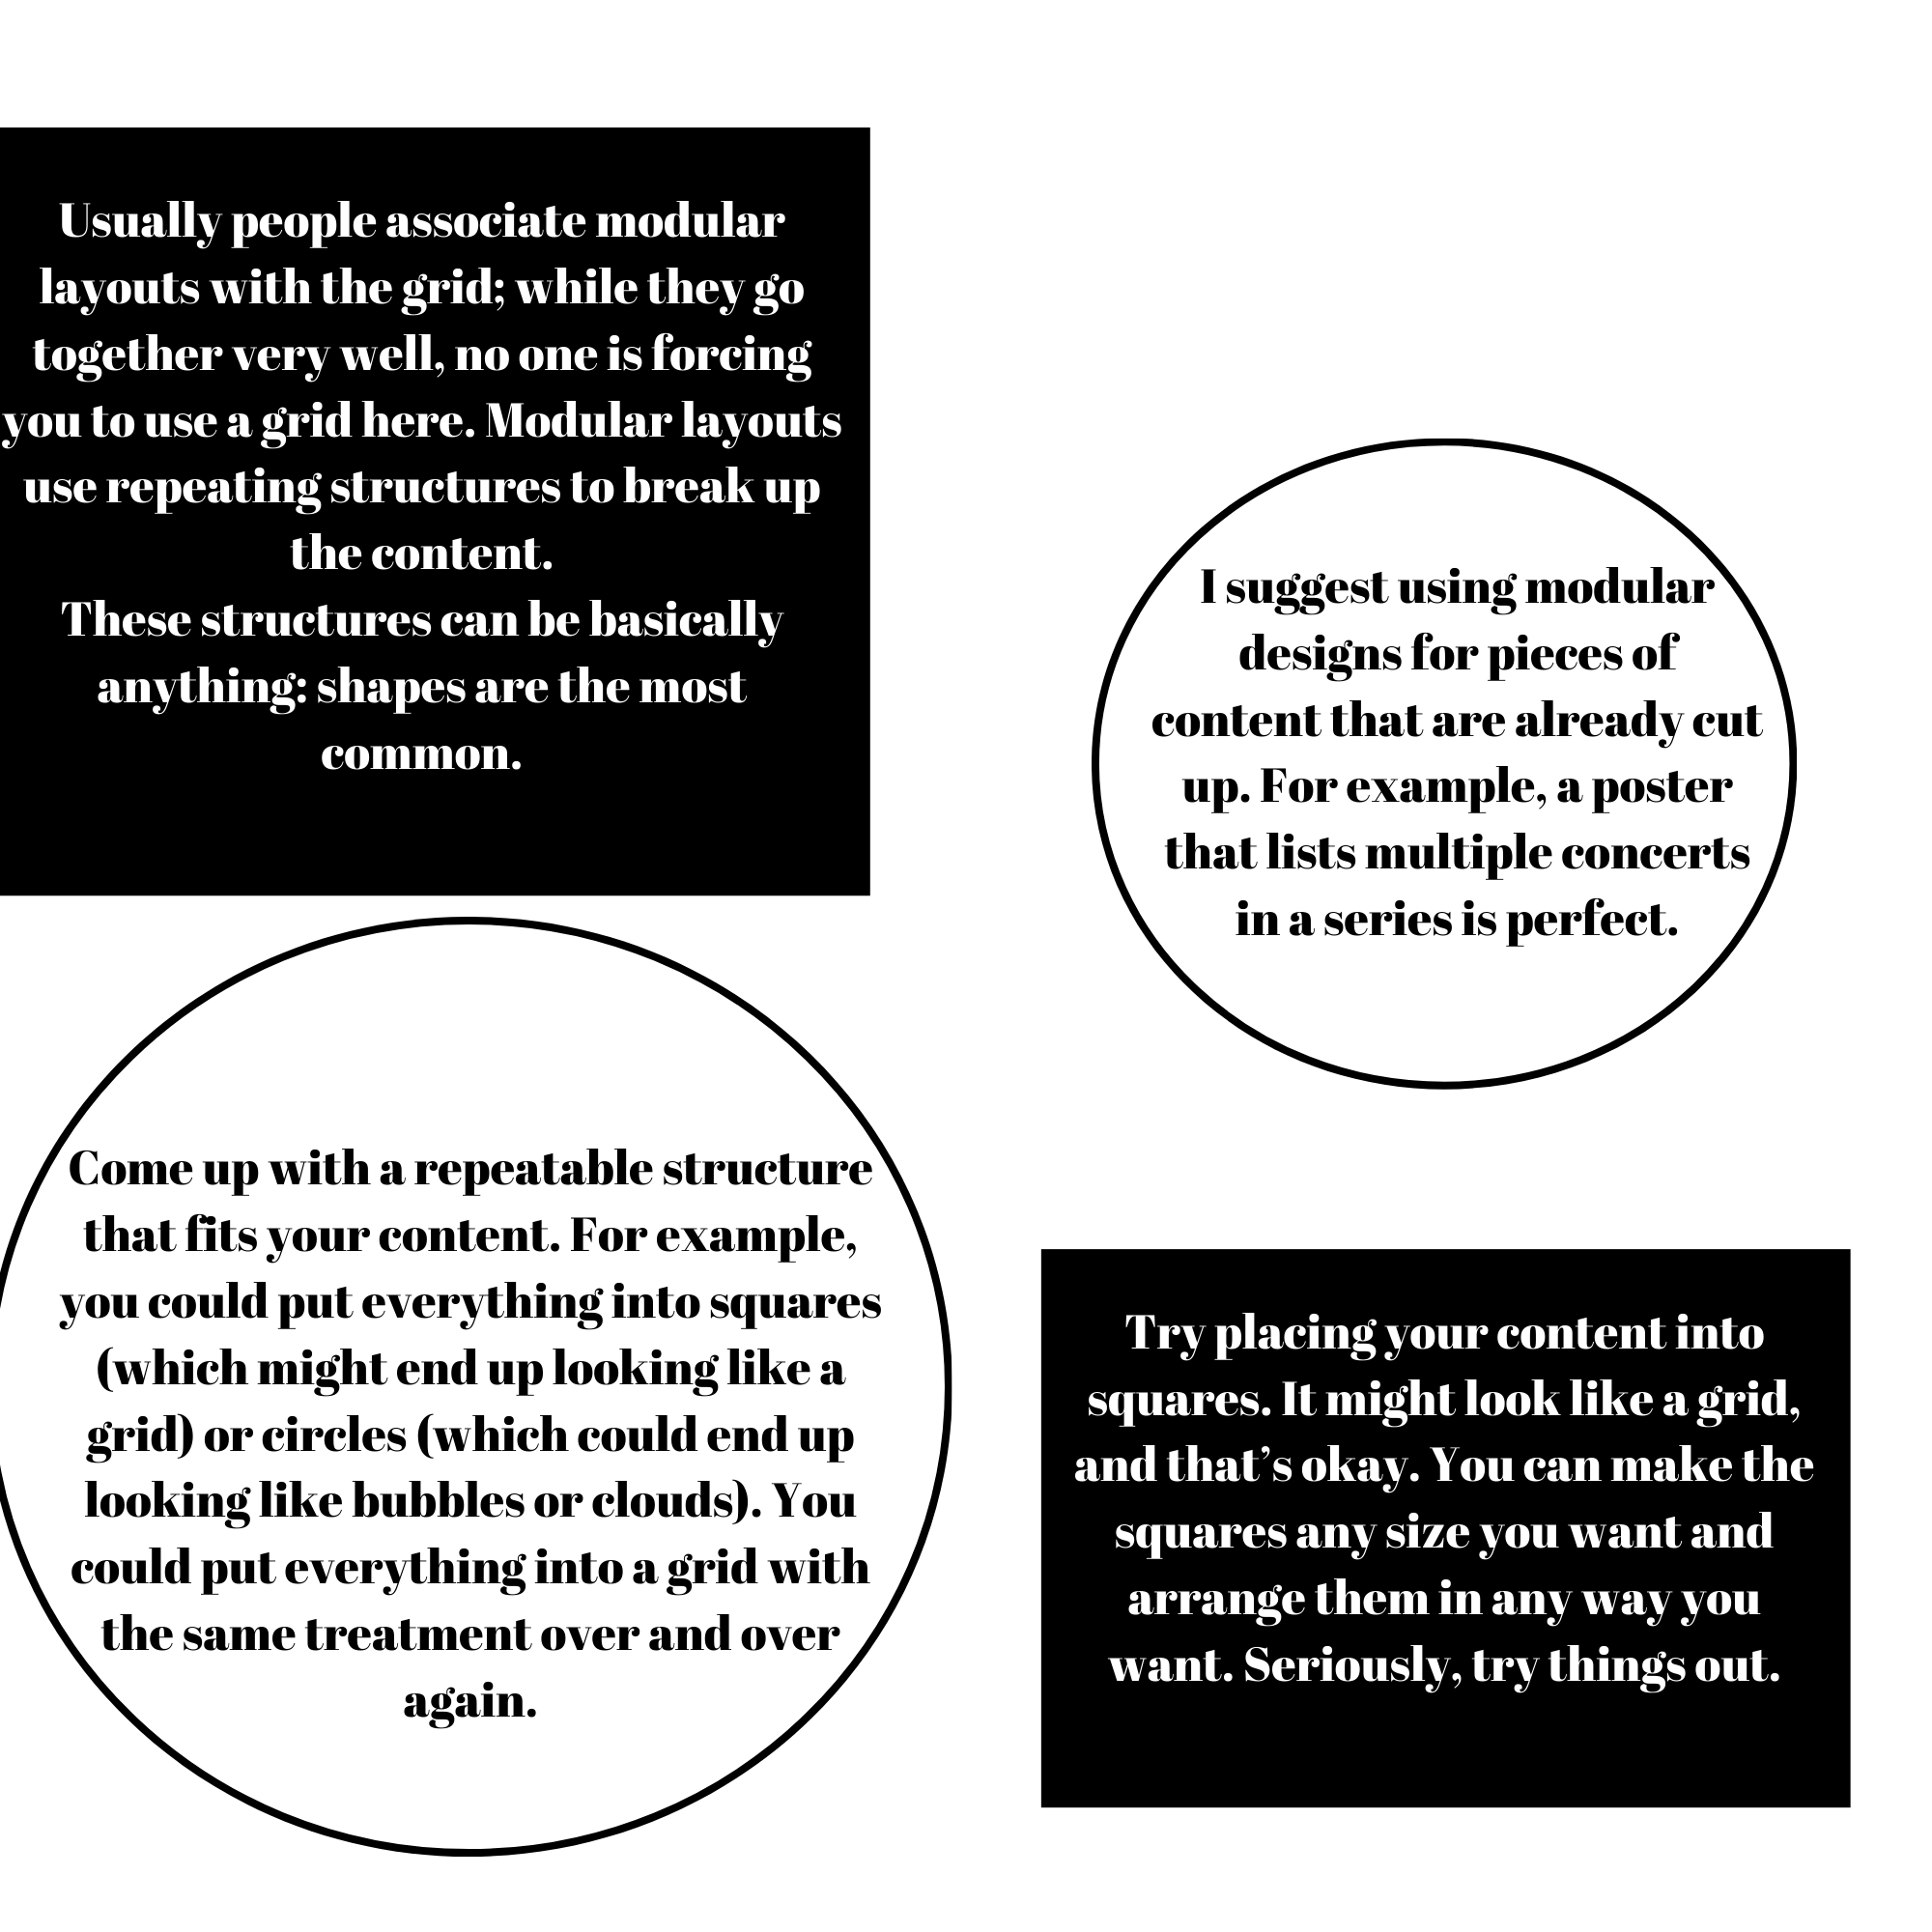 Usually people associate modular
layouts with the grid; while they go
together very well, no one is forcing
you to use a grid here. Modular layouts
use repeating structures to break up
the content.
These structures can be basically
anything: shapes are the most
common.
I suggest using modular
designs for pieces of
content that are already cut
up. For example, a poster
that lists multiple concerts
in a series is perfect.
Come up with a repeatable structure
that fits your content. For example,
you could put everything into squares
(which might end up looking like a
grid) or circles (which could end up
looking like bubbles or clouds). You
could put everything into a grid with
the same treatment over and over
again.
Try placing your content into
squares. It might look like a grid,
and that’s okay. You can make the
squares any size you want and
arrange them in any way you
want. Seriously, try things out.